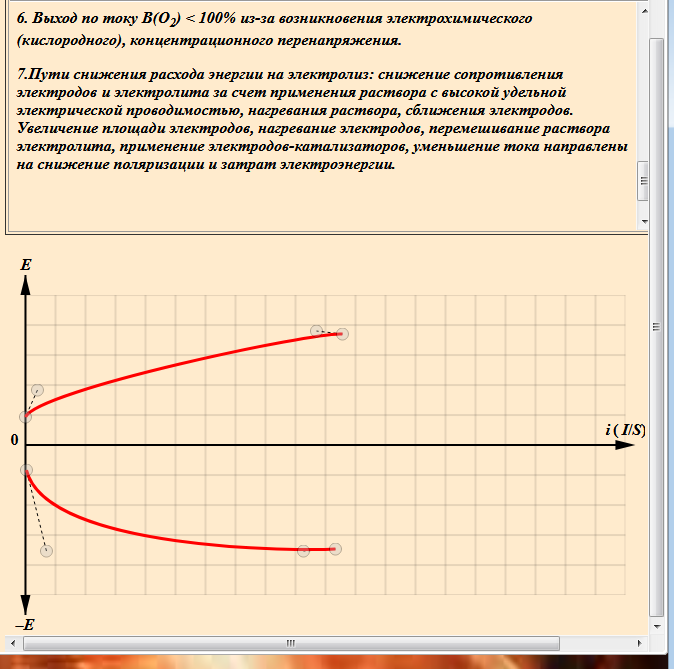 6. Выход по току B(O2) < 100% из-за возникновения электрохимического
(кислородного), концентрационного перенапряжения.
7.Пути снижения расхода энергии на электролиз: снижение сопротивления
электродов и электролита за счет применения раствора с высокой удельной
электрической проводимостью, нагревания раствора, сближения электродов.
Увеличение площади электродов, нагревание электродов, перемешивание раствора
электролита, применение электродов-катализаторов, уменьшение тока направлены
на снижение поляризации и затрат электроэнергии.
E
i ( I/S)
0
–E